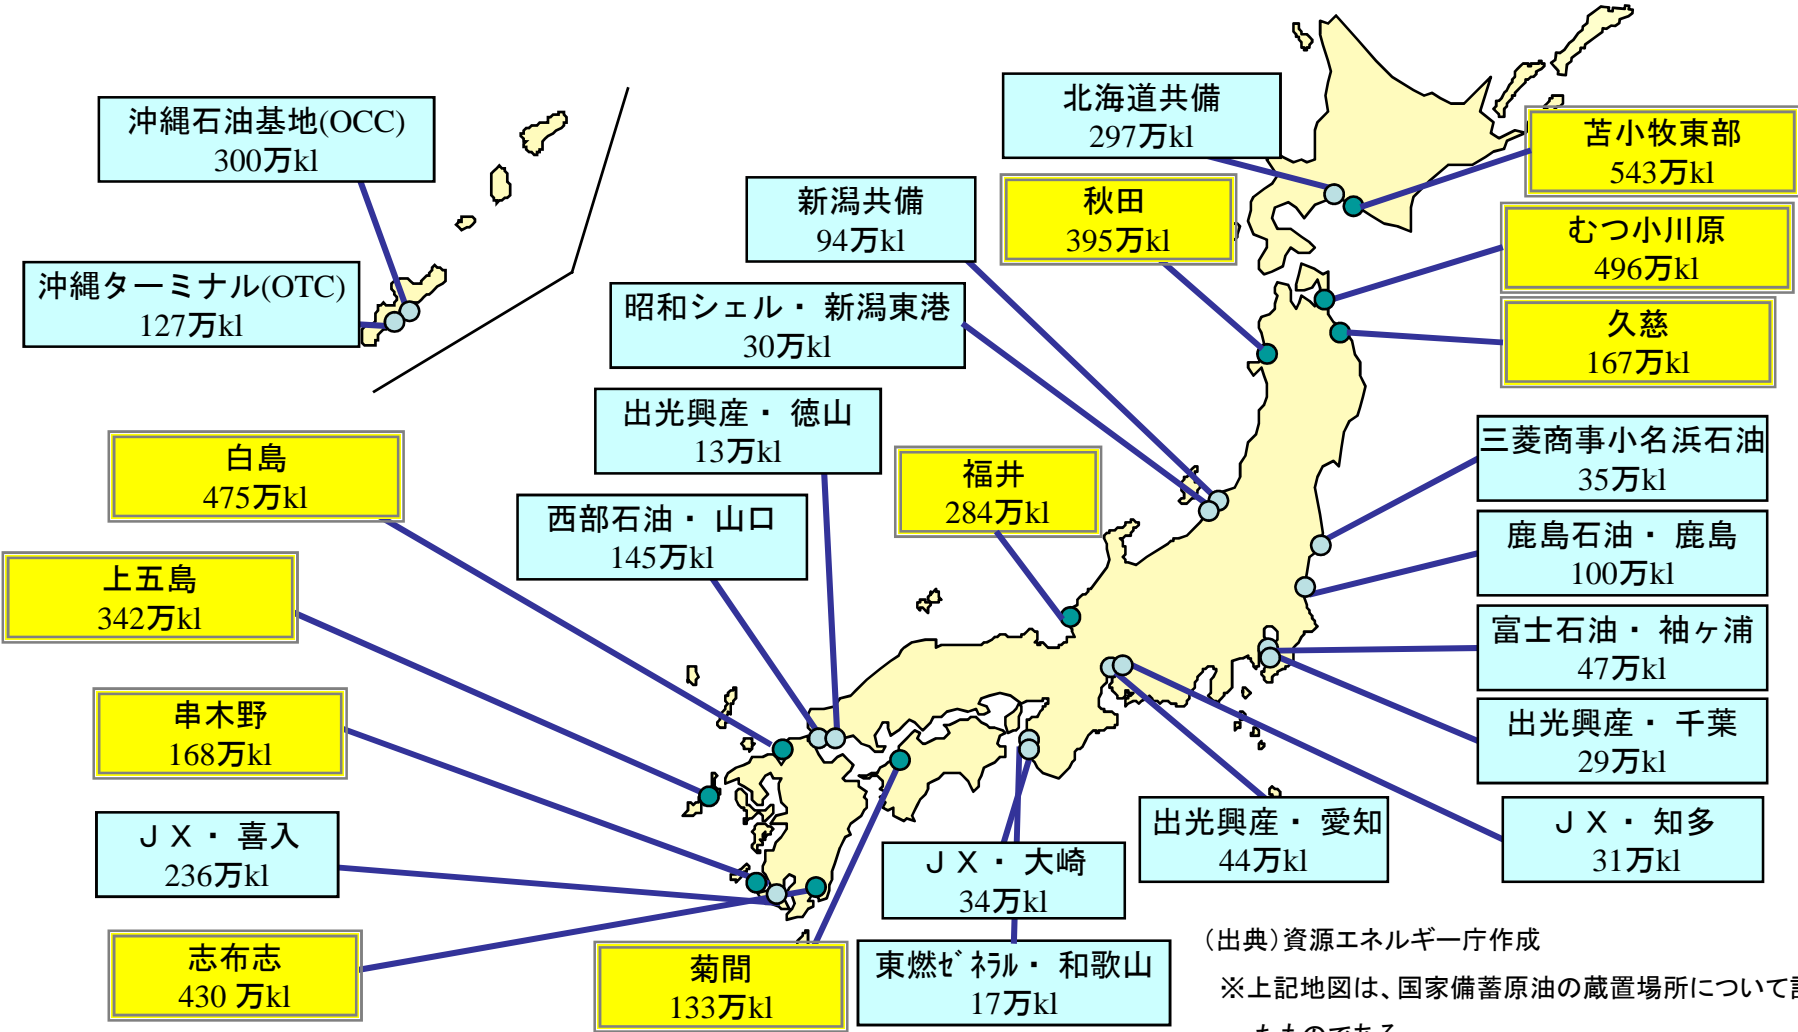 沖縄石油基地(OCC)
300万kl
沖縄ターミナル(OTC)
127万kl
北海道共備
297万kl
苫小牧東部
543万kl
新潟共備
94万kl
秋田
395万kl
むつ小川原
496万kl
昭和シェル・新潟東港
30万kl
久慈
167万kl
出光興産・徳山
13万kl
白島
475万kl
福井
284万kl
三菱商事小名浜石油
35万kl
西部石油・山口
145万kl
鹿島石油・鹿島
100万kl
上五島
342万kl
富士石油・袖ヶ浦
47万kl
串木野
168万kl
出光興産・千葉
29万kl
JX・喜入
236万kl
JX・大崎
34万kl
出光興産・愛知
44万kl
JX・知多
31万kl
志布志
430 万kl
菊間
133万kl
東燃ｾﾞﾈﾗﾙ・和歌山
17万kl
(出典)資源エネルギー庁作成
※上記地図は、国家備蓄原油の蔵置場所について